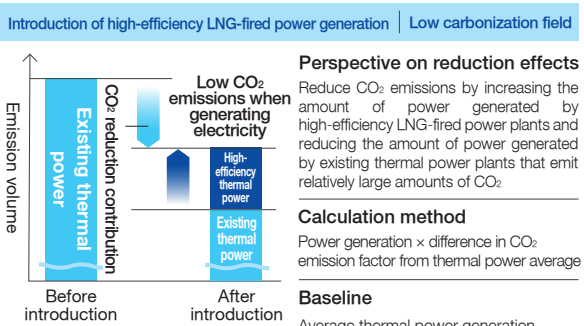 Introduction of high-efficiency LNG-fired power generation | Low carbonization field
Emission volume
Existing thermal
power
CO2 reduction contribution
Low CO2
emissions when
generating
electricity
High-
efficiency
thermal
power
Existing
thermal
power
Before
introduction
After
introduction
Perspective on reduction effects
Reduce CO2 emissions by increasing the
amount of power generated by
high-efficiency LNG-fired power plants and
reducing the amount of power generated
by existing thermal power plants that emit
relatively large amounts of CO2
Calculation method
Power generation × difference in CO2
emission factor from thermal power average
Baseline
Average thermal power generation